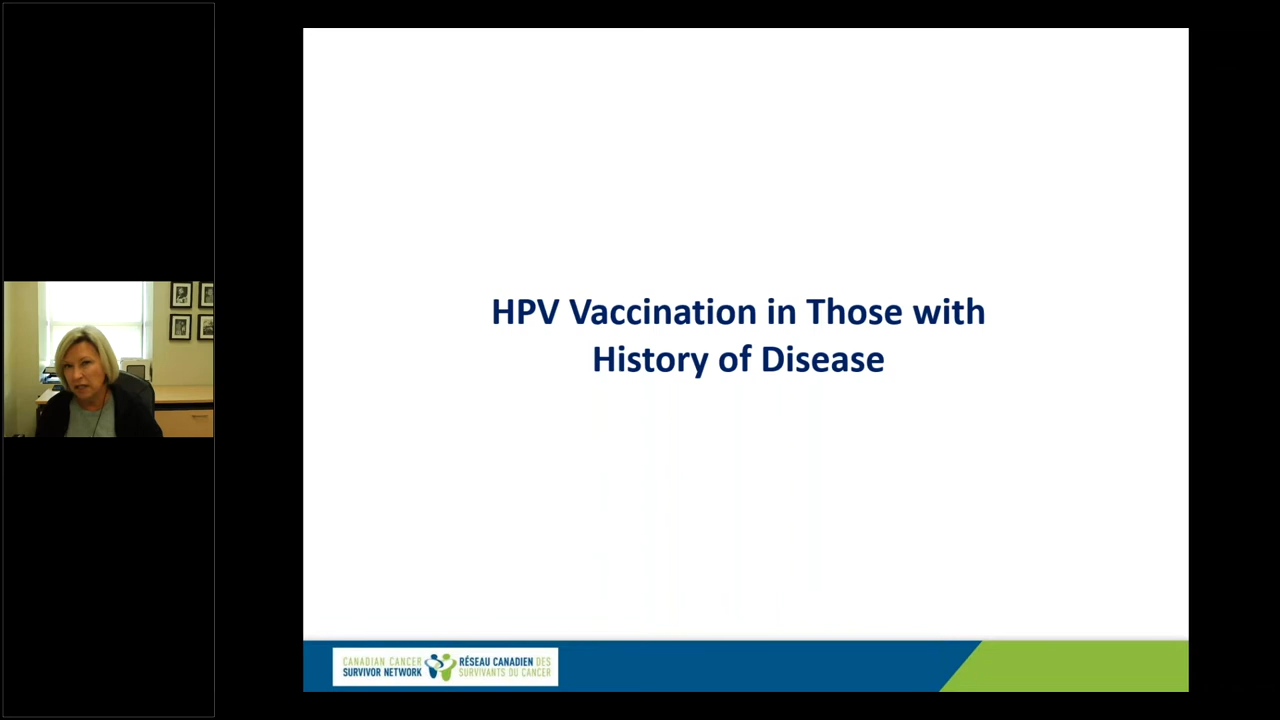 HPV Vaccination in Those with
History of Disease
CANADIAN CANCER
SURVIVOR NETWORK
RÉSEAU CANADIEN DES
SURVIVANTS DU CANCER